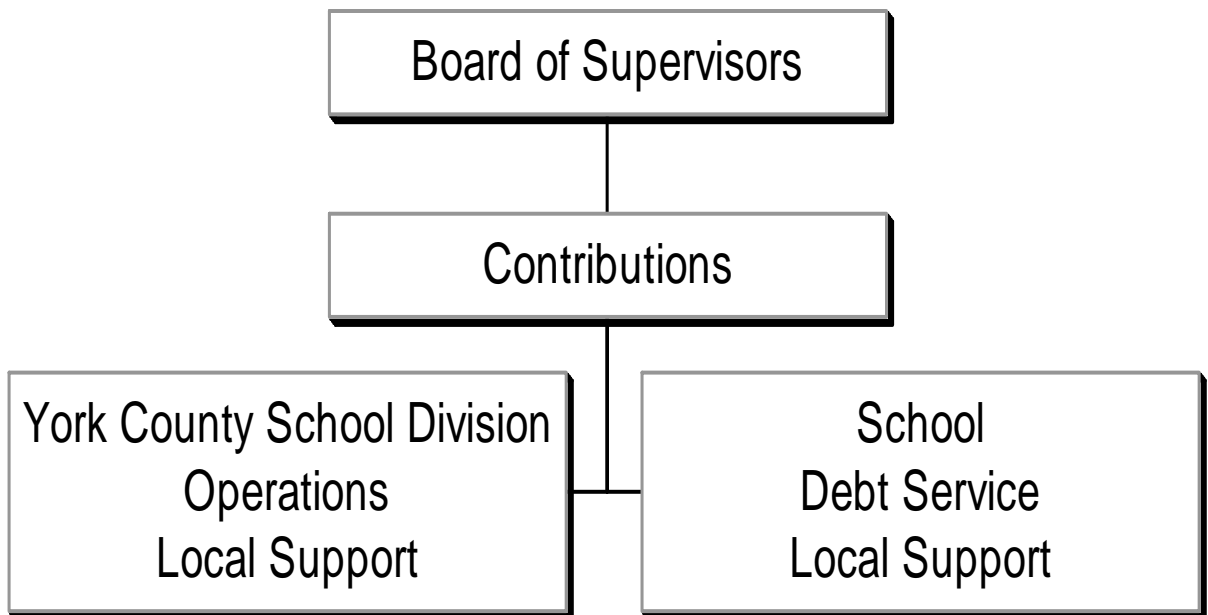 Board of Supervisors
Contributions
York County School Division
Operations
Local Support
School
Debt Service
Local Support